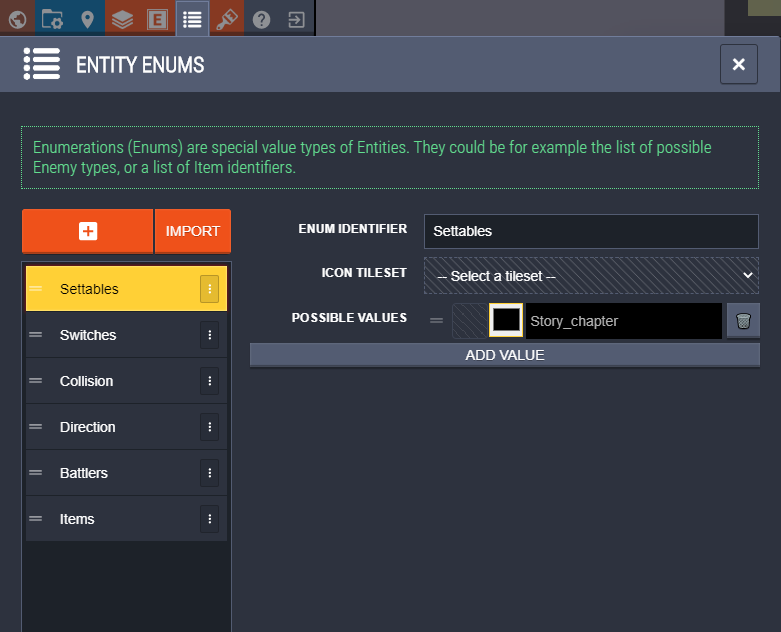 E
ENTITY ENUMS
Enumerations (Enums) are special value types of Entities. They could be for example the list of possible
Enemy types, or a list of Item identifiers.
IMPORT
ENUM IDENTIFIER
Settables
ICON TILESET
-- Select a tileset --
POSSIBLE VALUES
Story_chapter
ADD VALUE
Settables
Switches
Collision
Direction
Battlers
Items